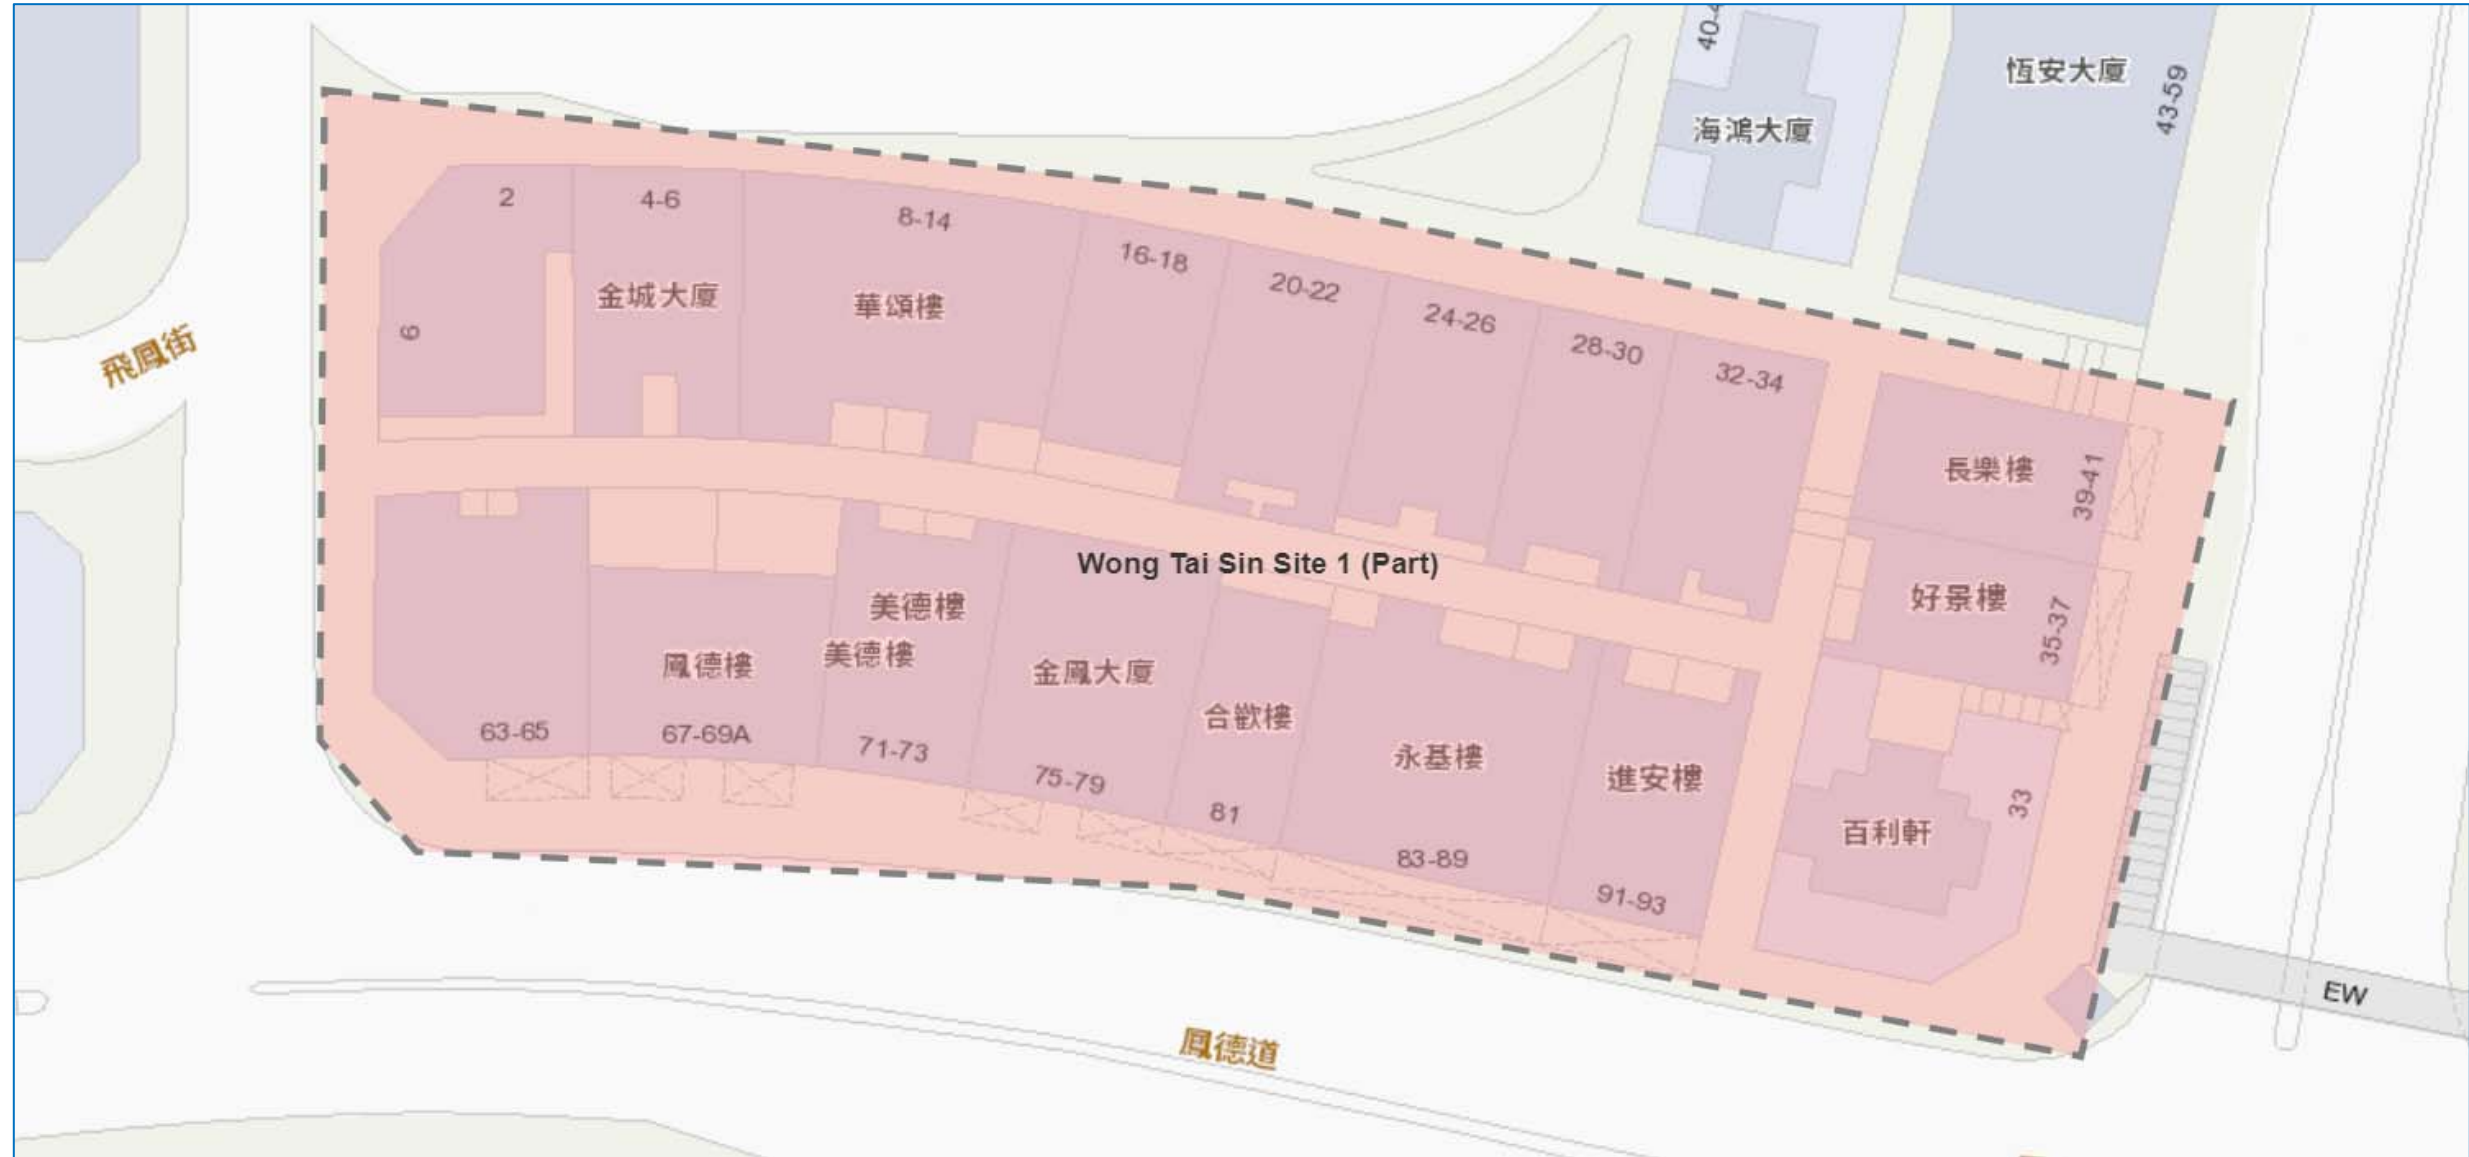 40-4
恆安大廈
43-59
海鴻大廈
2
4-6
8-14
16-18
20-22
24-26
28-30
32-34
金城大廈
華頌樓
6
飛鳳街
長樂樓
39-41
Wong Tai Sin Site 1 (Part)
好景樓
35-37
美德樓
美德樓
鳳德樓
金鳳大廈
合歡樓
永基樓
進安樓
百利軒
33
63-65
67-69A
71-73
75-79
81
83-89
91-93
EW
鳳德道